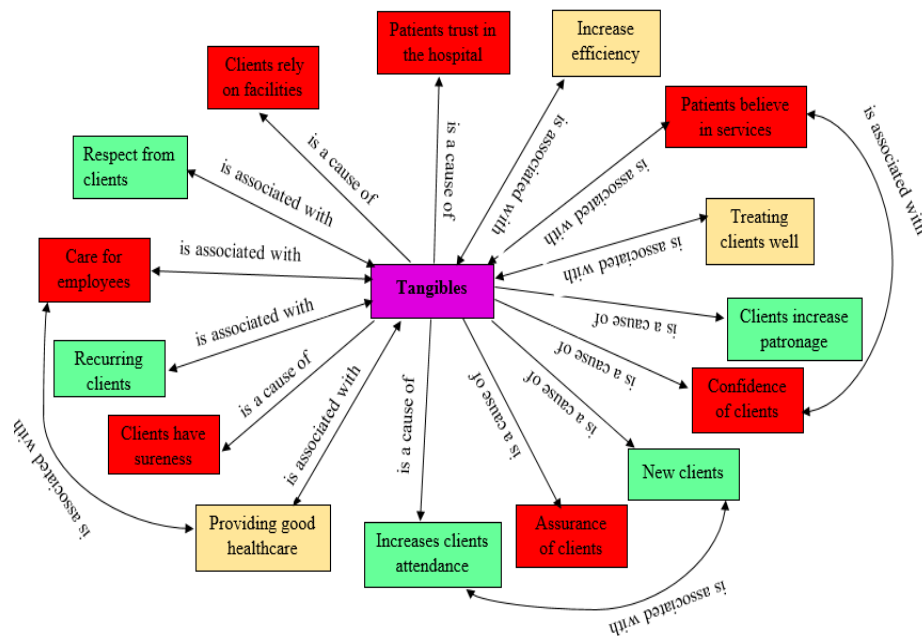 Patients trust in
the hospital
Increase
efficiency
Clients rely
on facilities
Patients believe
in services
is associated with
is a cause of
is a cause of
is associated with
is associated with
Respect from
clients
is associated with
Treating
clients well
is associated with
Care for
employees
is associated with
Tangibles
is a cause of
Clients increase
patronage
is associated with
Recurring
clients
is a cause of
Confidence
of clients
is a cause of
is a cause of
is associated with
is a cause of
is a cause of
Clients have
sureness
New clients
is associated with
Providing good
healthcare
Increases clients
attendance
Assurance
of clients
is associated with